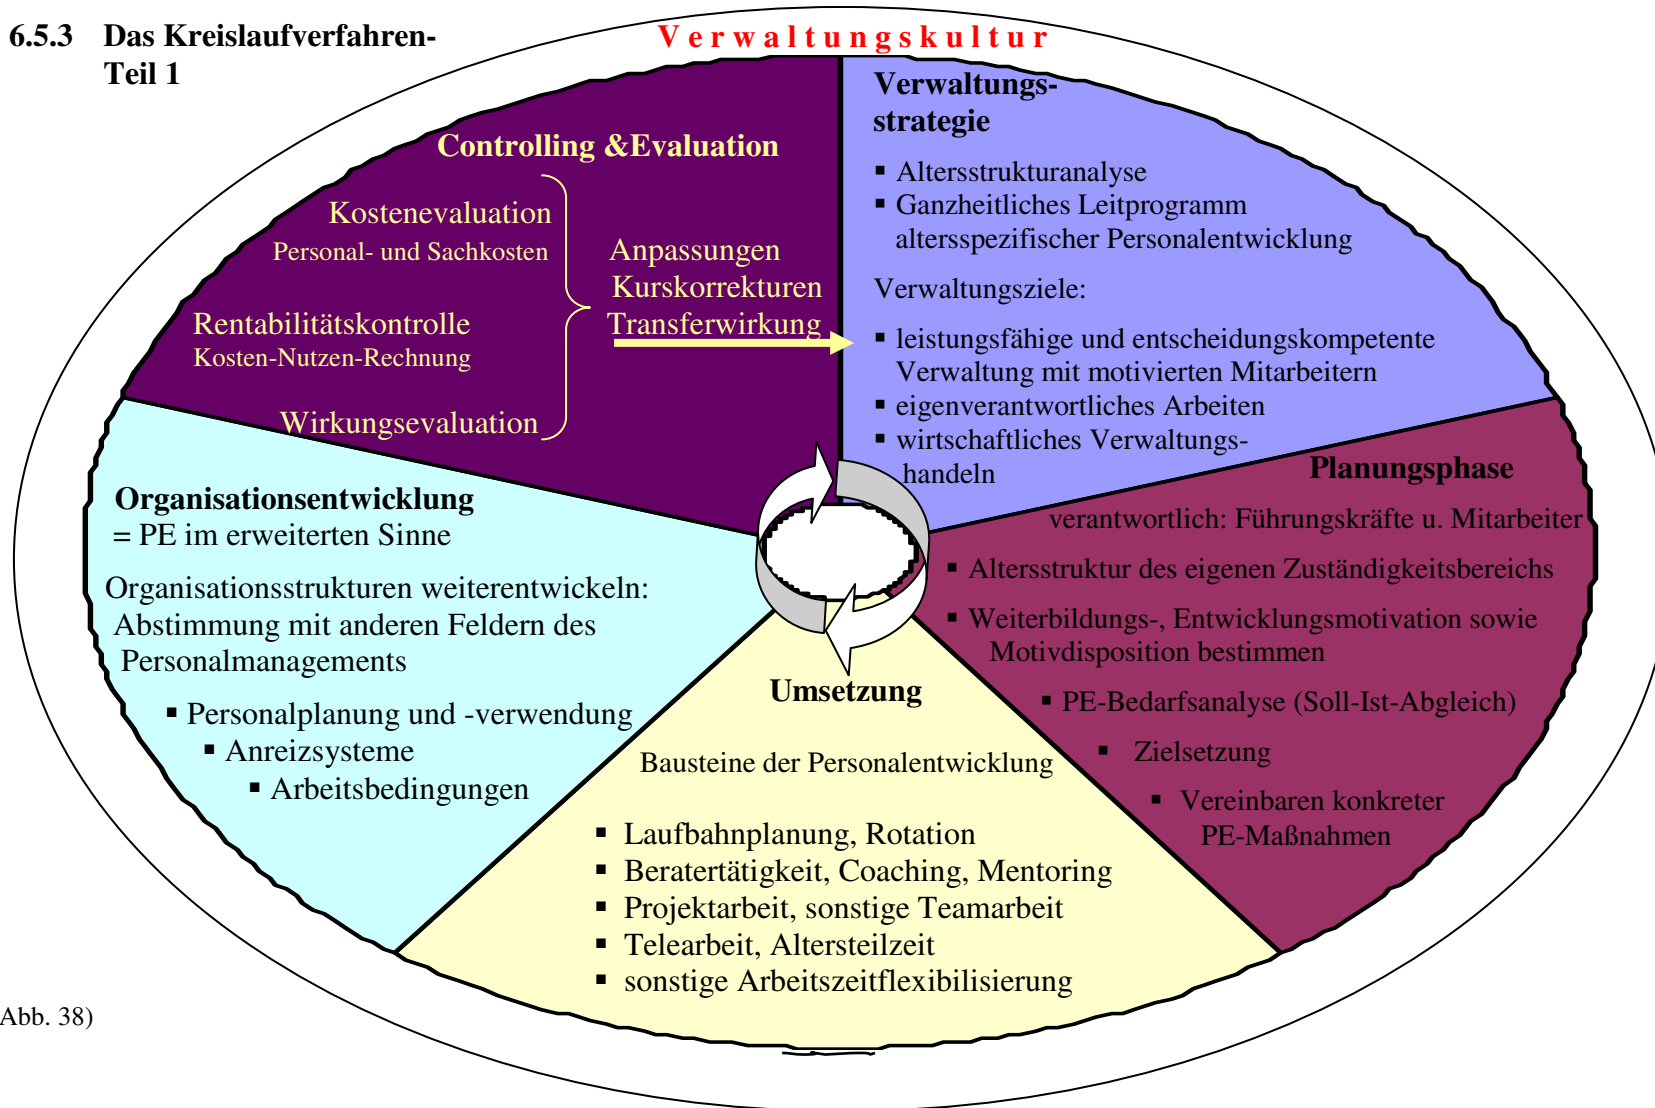 6.5.3 Das Kreislaufverfahren-
Teil 1
Verwaltungskultur
Controlling &Evaluation
Kostenevaluation
Personal- und Sachkosten
Rentabilitätskontrolle
Kosten-Nutzen-Rechnung
Wirkungsevaluation
Anpassungen
Kurskorrekturen
Transferwirkung
Verwaltungs-
strategie
▪ Altersstrukturanalyse
▪ Ganzheitliches Leitprogramm
altersspezifischer Personalentwicklung
Verwaltungsziele:
▪ leistungsfähige und entscheidungskompetente
Verwaltung mit motivierten Mitarbeitern
▪ eigenverantwortliches Arbeiten
▪ wirtschaftliches Verwaltungs-
handeln
Planungsphase
verantwortlich: Führungskräfte u. Mitarbeiter
▪ Altersstruktur des eigenen Zuständigkeitsbereichs
▪ Weiterbildungs-, Entwicklungsmotivation sowie
Motivdisposition bestimmen
▪ PE-Bedarfsanalyse (Soll-Ist-Abgleich)
▪ Zielsetzung
▪ Vereinbaren konkreter
PE-Maßnahmen
Umsetzung
Bausteine der Personalentwicklung
▪ Laufbahnplanung, Rotation
▪ Beratertätigkeit, Coaching, Mentoring
▪ Projektarbeit, sonstige Teamarbeit
▪ Telearbeit, Altersteilzeit
▪ sonstige Arbeitszeitflexibilisierung
Organisationsentwicklung
= PE im erweiterten Sinne
Organisationsstrukturen weiterentwickeln:
Abstimmung mit anderen Feldern des
Personalmanagements
▪ Personalplanung und -verwendung
▪ Anreizsysteme
▪ Arbeitsbedingungen
Abb. 38)